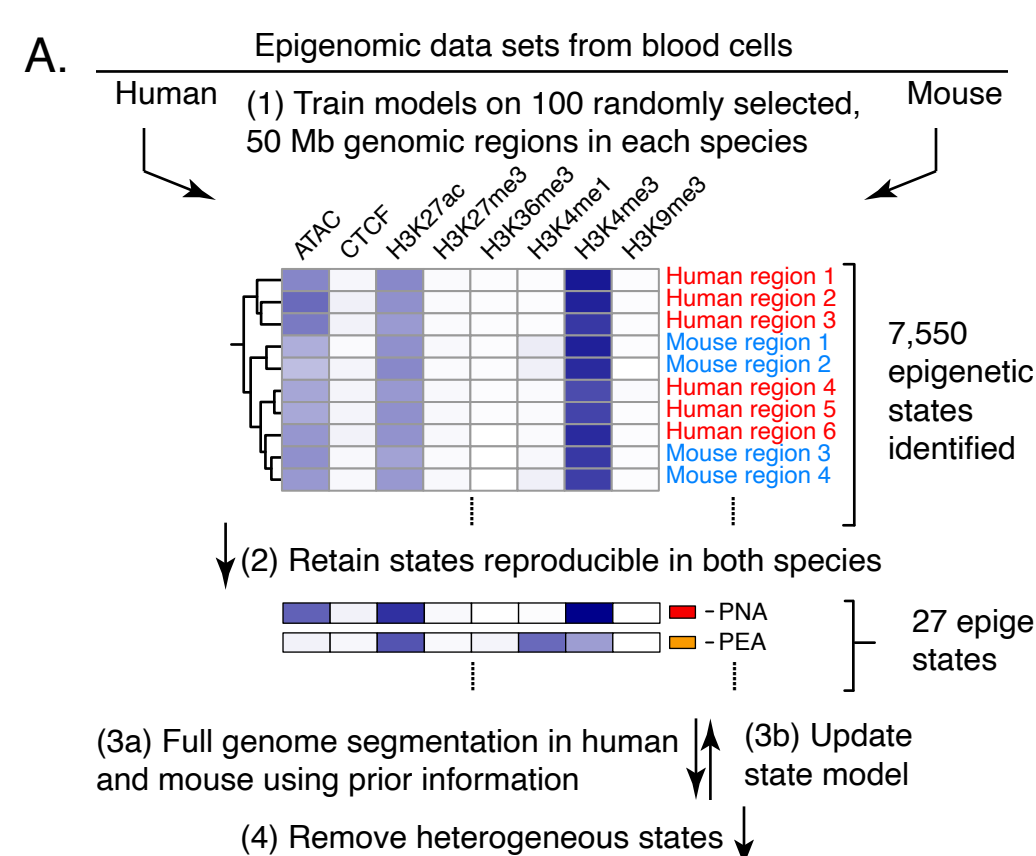 A.
Epigenomic data sets from blood cells
Human
Mouse
(1) Train models on 100 randomly selected,
50 Mb genomic regions in each species
ATAC
CTCF
H3K27ac
H3K27me3
H3K36me3
H3K4me1
H3K4me3
H3K9me3
Human region 1
Human region 2
Human region 3
Mouse region 1
Mouse region 2
Human region 4
Human region 5
Human region 6
Mouse region 3
Mouse region 4
7,550
epigenetic
states
identified
(2) Retain states reproducible in both species
-PNA
-PEA
27 epige
states
(3a) Full genome segmentation in human
and mouse using prior information
(3b) Update
state model
(4) Remove heterogeneous states